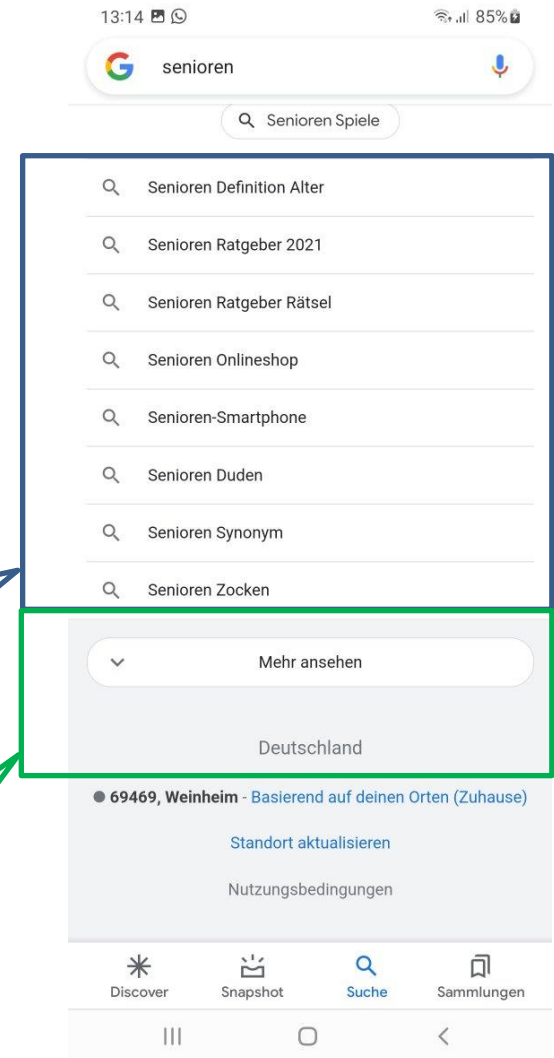 13:14 85%
senioren
Senioren Spiele
Senioren Definition Alter
Senioren Ratgeber 2021
Senioren Ratgeber Rätsel
Senioren Onlineshop
Senioren-Smartphone
Senioren Duden
Senioren Synonym
Senioren Zocken
Mehr ansehen
Deutschland
69469, Weinheim - Basierend auf deinen Orten (Zuhause)
Standort aktualisieren
Nutzungsbedingungen
Discover Snapshot Suche Sammlungen